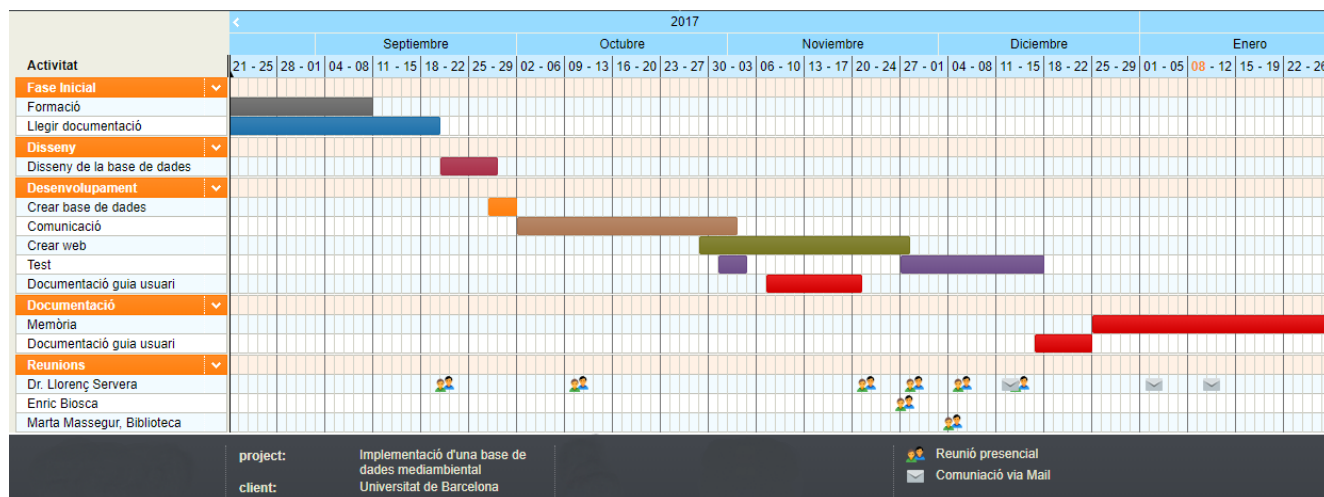 2017
Septiembre Octubre Noviembre Diciembre Enero
Activitat 21 - 25 28 - 01 04 - 08 11 - 15 18 - 22 25 - 29 02 - 06 09 - 13 16 - 20 23 - 27 30 - 03 06 - 10 13 - 17 20 - 24 27 - 01 04 - 08 11 - 15 18 - 22 25 - 29 01 - 05 08 - 12 15 - 19 22 - 26
Fase Inicial
Formació
Llegir documentació
Disseny
Disseny de la base de dades
Desenvolupament
Crear base de dades
Comunicació
Crear web
Test
Documentació guia usuari
Documentació
Memòria
Documentació guia usuari
Reunions
Dr. Llorenç Servera
Enric Biosca
Marta Massegur, Biblioteca
project: Implementació d'una base de
dades mediambiental
client: Universitat de Barcelona
Reunió presencial
Comuniació via Mail